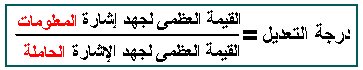 درجة التعديل =
القيمة العظمى لجهد إشارة المعلومات
القيمة العظمى لجهد الإشارة الحاملة